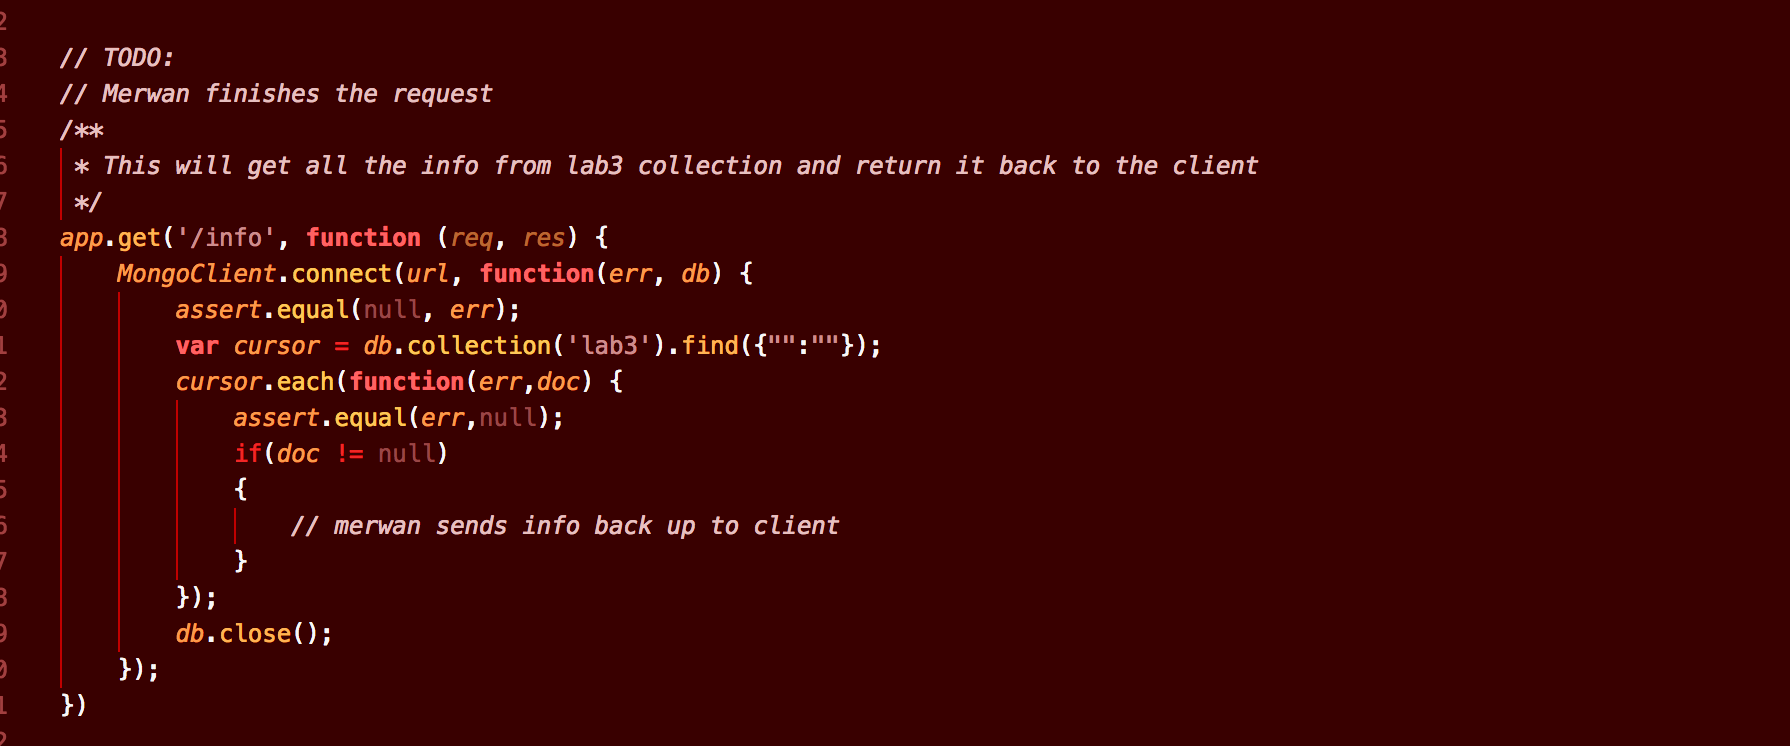 2
3 // TODO:
4 // Merwan finishes the request
5 /**
6  * This will get all the info from lab3 collection and return it back to the client
7  */
8 app.get('/info', function (req, res) {
9     MongoClient.connect(url, function(err, db) {
0         assert.equal(null, err);
1         var cursor = db.collection('lab3').find({"":""});
2         cursor.each(function(err,doc) {
3             assert.equal(err,null);
4             if(doc != null)
5             {
6                 // merwan sends info back up to client
7             }
8         });
9         db.close();
0     });
1 })
2